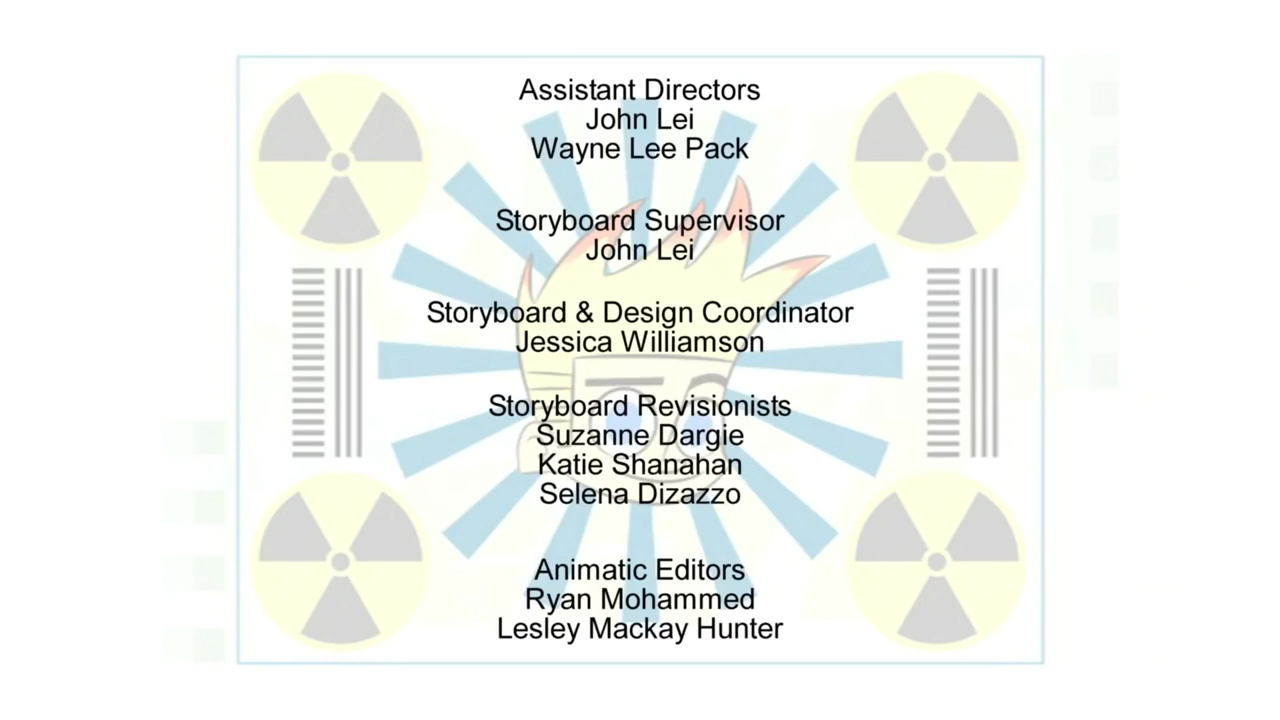 Assistant Directors
John Lei
Wayne Lee Pack
Storyboard Supervisor
John Lei
Storyboard & Design Coordinator
Jessica Williamson
Storyboard Revisionists
Suzanne Dargie
Katie Shanahan
Selena Dizazzo
Animatic Editors
Ryan Mohammed
Lesley Mackay Hunter